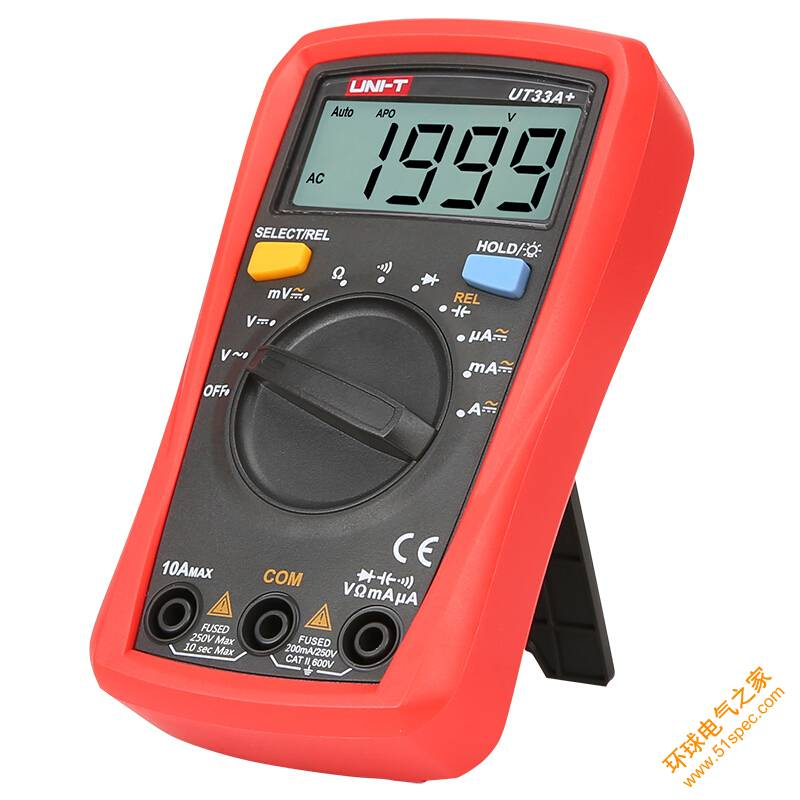 UNI-T
UT33A+
Auto APO V
AC 1999
SELECT/REL
HOLD/
Ω
mV
REL
V
μA
V~
mA
OFF
A
CE
10AMAX
COM
VΩmAμA
FUSED
250V Max
10 sec Max
FUSED
200mA/250V
CAT II 600V
环球电气之家
www.51spec.com